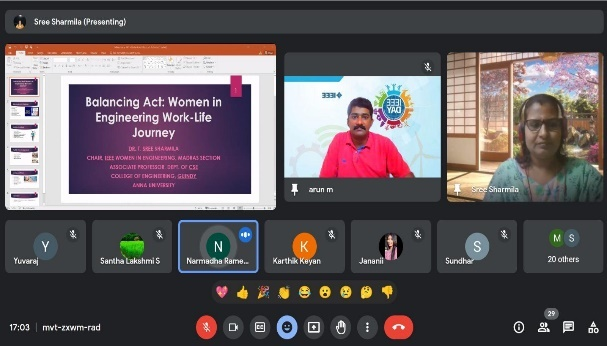 Sree Sharmila (Presenting)
Balancing Act: Women in
Engineering Work-Life
Journey
DR. T. SREE SHARMILA
CHAIR, IEEE WOMEN IN ENGINEERING, MADRAS SECTION
ASSOCIATE PROFESSOR, DEPT. OF CSE
COLLEGE OF ENGINEERING, GUINDY
ANNA UNIVERSITY
IEEE
IEEE
DAY
arun m
Sree Sharmila
Y
Yuvaraj
Santha Lakshmi S
N
Narmadha Rame...
K
Karthik Keyan
Jananii
S
Sundhar
M S
20 others
17:03 | mvt-zxwm-rad
29